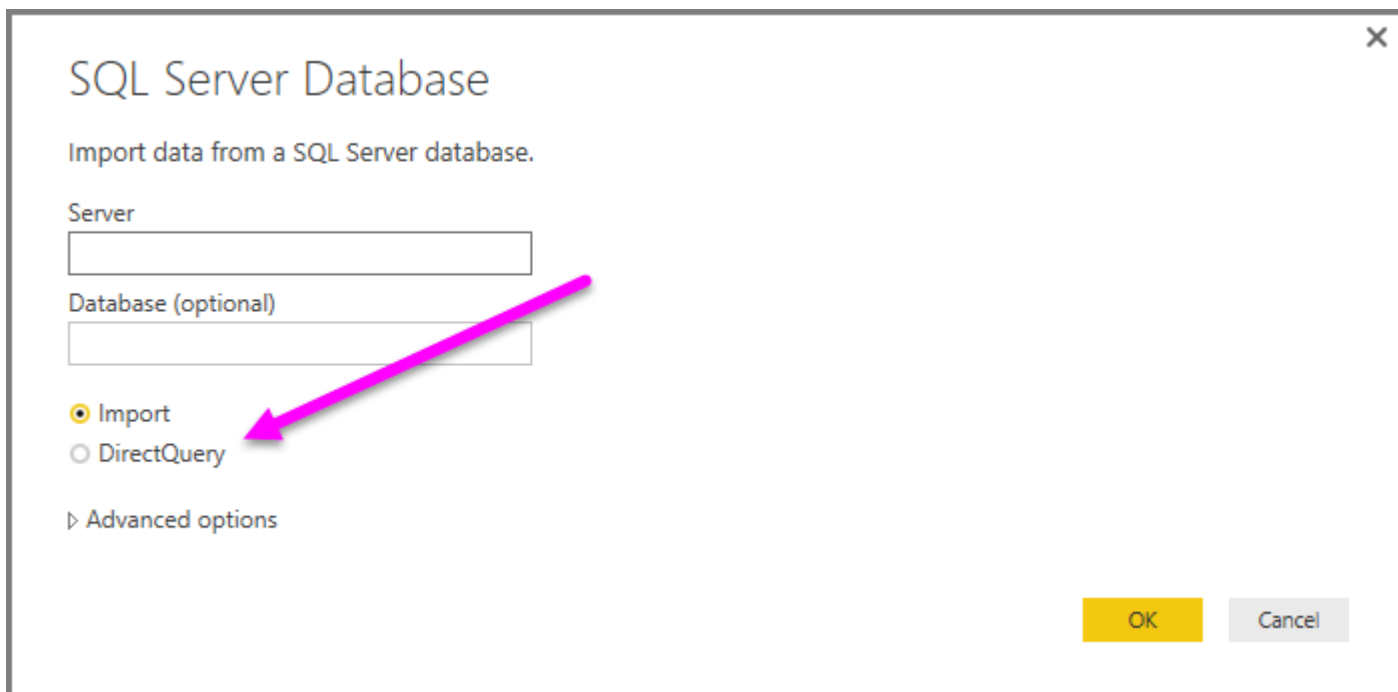 SQL Server Database
Import data from a SQL Server database.
Server
Database (optional)
Import
DirectQuery
Advanced options
OK
Cancel